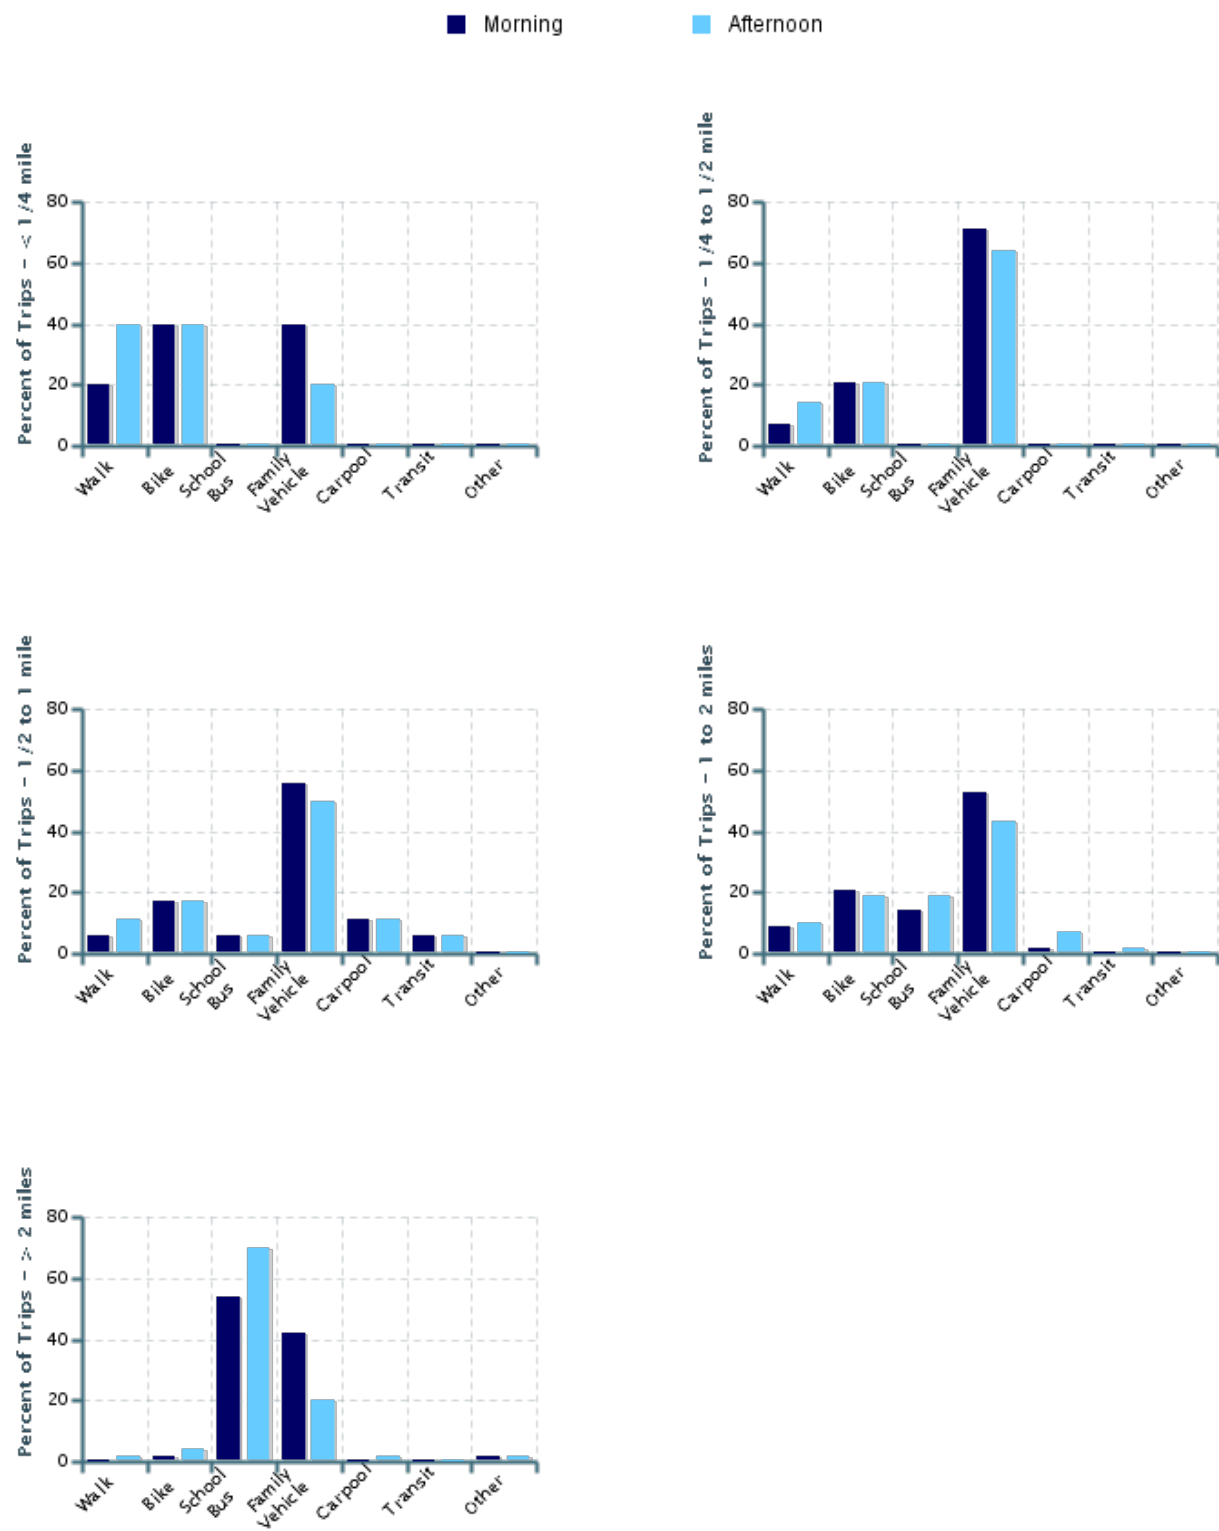 Morning
Afternoon
Percent of Trips - < 1/4 mile
80
60
40
20
0
Walk
Bike
School
Bus
Family
Vehicle
Carpool
Transit
Other
Percent of Trips - 1/4 to 1/2 mile
80
60
40
20
0
Walk
Bike
School
Bus
Family
Vehicle
Carpool
Transit
Other
Percent of Trips - 1/2 to 1 mile
80
60
40
20
0
Walk
Bike
School
Bus
Family
Vehicle
Carpool
Transit
Other
Percent of Trips - 1 to 2 miles
80
60
40
20
0
Walk
Bike
School
Bus
Family
Vehicle
Carpool
Transit
Other
Percent of Trips - > 2 miles
80
60
40
20
0
Walk
Bike
School
Bus
Family
Vehicle
Carpool
Transit
Other